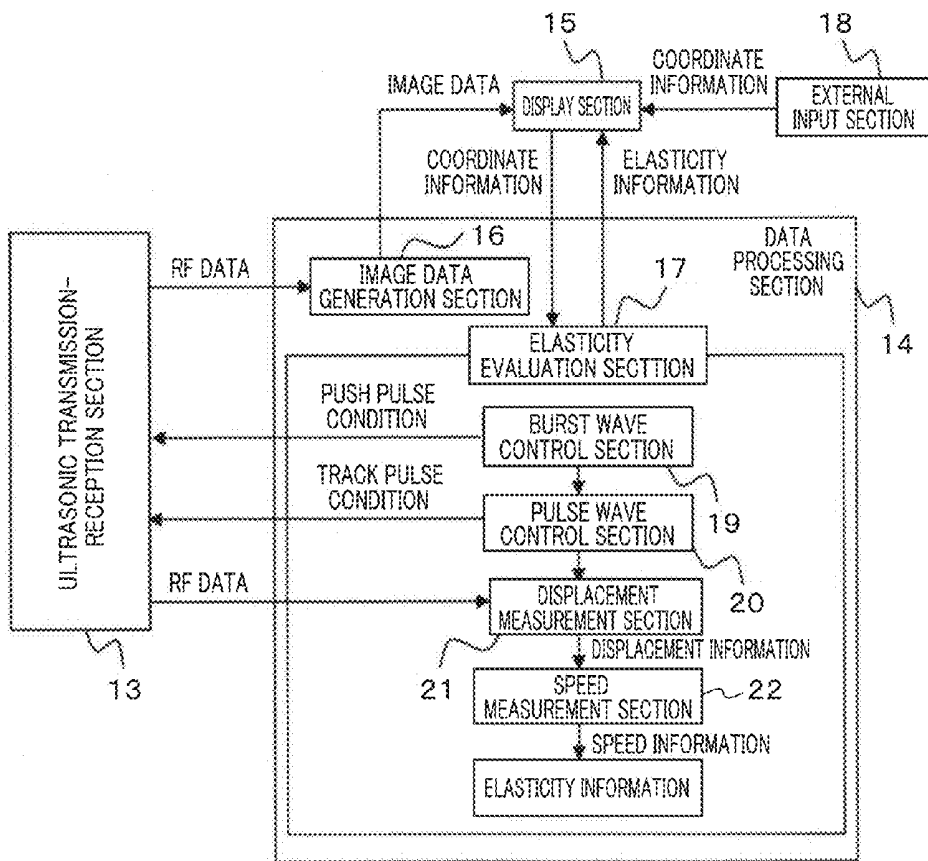 15
18
IMAGE DATA
COORDINATE
INFORMATION
DISPLAY SECTION
EXTERNAL
INPUT SECTION
COORDINATE
INFORMATION
ELASTICITY
INFORMATION
16
DATA
PROCESSING
SECTION
RF DATA
IMAGE DATA
GENERATION SECTION
17
14
ELASTICITY
EVALUATION SECTTION
ULTRASONIC TRANSMISSION-
RECEPTION SECTION
PUSH PULSE
CONDITION
BURST WAVE
CONTROL SECTION
TRACK PULSE
CONDITION
19
PULSE WAVE
CONTROL SECTION
RF DATA
20
DISPLACEMENT
MEASUREMENT SECTION
DISPLACEMENT INFORMATION
13
21
SPEED
MEASUREMENT SECTION
22
SPEED INFORMATION
ELASTICITY INFORMATION